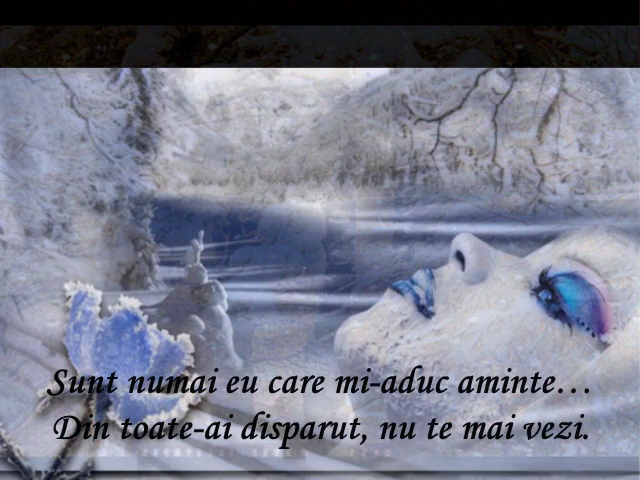 Sunt numai eu care mi-aduc aminte…
Din toate-ai disparut, nu te mai vezi.